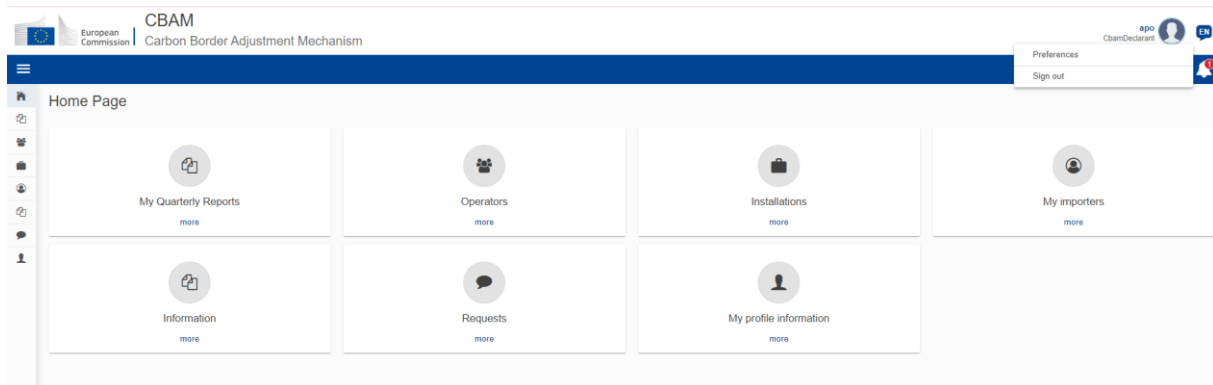 European
Commission
CBAM
Carbon Border Adjustment Mechanism
apo
CbamDeclarant
EN
Preferences
Sign out
1
Home Page
My Quarterly Reports
more
Operators
more
Installations
more
My importers
more
Information
more
Requests
more
My profile information
more